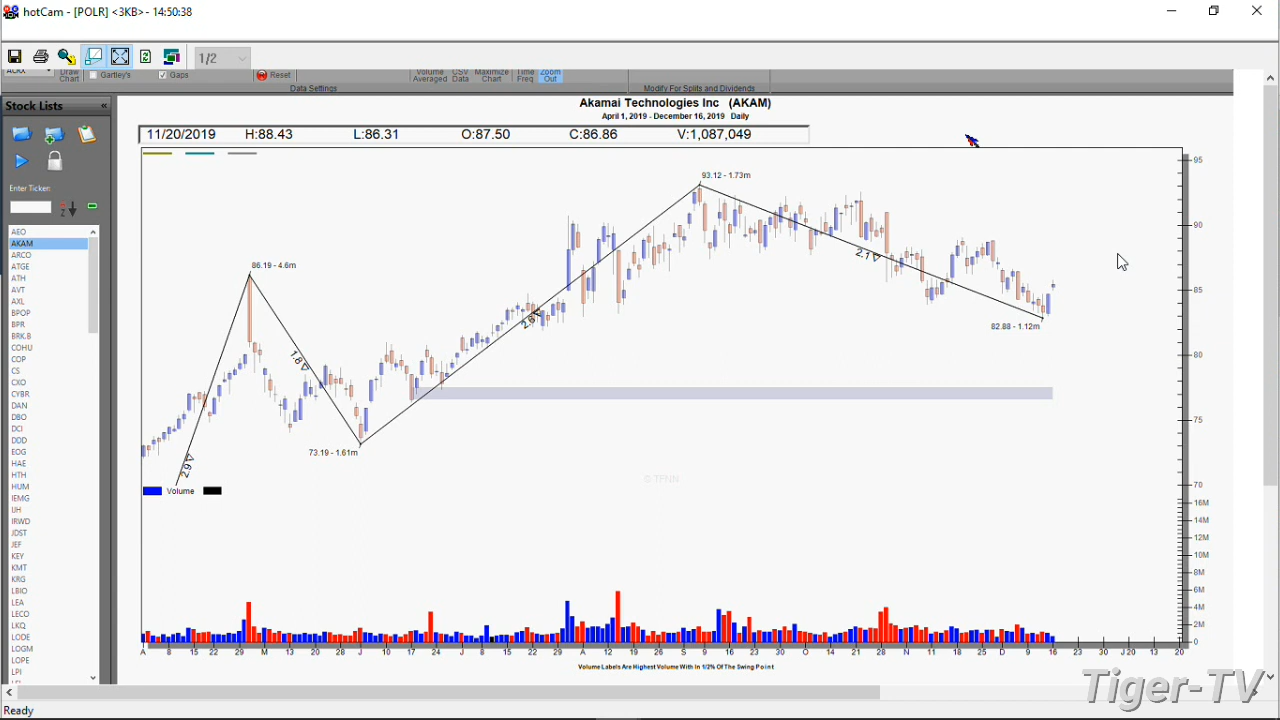 hotCam - [POLR] <3KB> - 14:50:38
1/2
Draw Chart
Gartley's
Gaps
Reset
Volume Averaged
CSV Data
Maximize Chart
Time Freq
Zoom Out
Data Settings
Modify For Splits and Dividends
Stock Lists «
Akamai Technologies Inc (AKAM)
April 1, 2019 - December 16, 2019 Daily
11/20/2019 H:88.43 L:86.31 O:87.50 C:86.86 V:1,087,049
Enter Ticker:
AEO
AKAM
ARCO
ATGE
ATH
AVT
AXL
BPOP
BPR
BRK.B
COHU
COP
CS
CXO
CYBR
DAN
DBO
DCI
DDD
EOG
HAE
HTH
HUM
IEMG
IJH
IRWD
JDST
JEF
KEY
KMT
KRG
LBIO
LEA
LECO
LKQ
LODE
LOGM
LOPE
LPI
93.12 - 1.73m
86.19 - 4.6m
82.88 - 1.12m
73.19 - 1.61m
2.9
1.8
2.1
© TFNN
Volume
95
90
85
80
75
70
16M
14M
12M
10M
8M
6M
4M
2M
0
A 8 15 22 29 M 13 20 28 J 10 17 24 J 8 15 22 29 A 12 19 26 S 9 16 23 30 O 14 21 28 N 11 18 25 D 9 16 23 30 J20 13 20
Volume Labels Are Highest Volume With In 1/2% Of The Swing Point
Tiger-TV
Ready